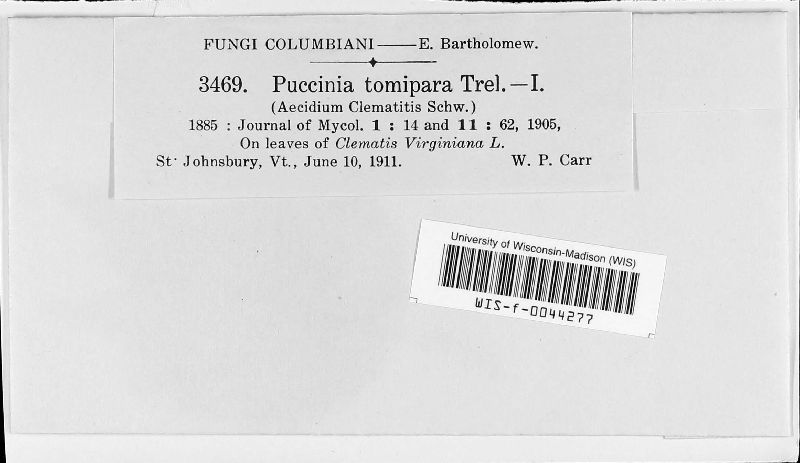 FUNGI COLUMBIANI——E. Bartholomew.
3469. Puccinia tomipara Trel.—I.
(Aecidium Clematitis Schw.)
1885 : Journal of Mycol. 1 : 14 and 11 : 62, 1905,
On leaves of Clematis Virginiana L.
St· Johnsbury, Vt., June 10, 1911. W. P. Carr
University of Wisconsin-Madison (WIS)
WIS-f-0044277